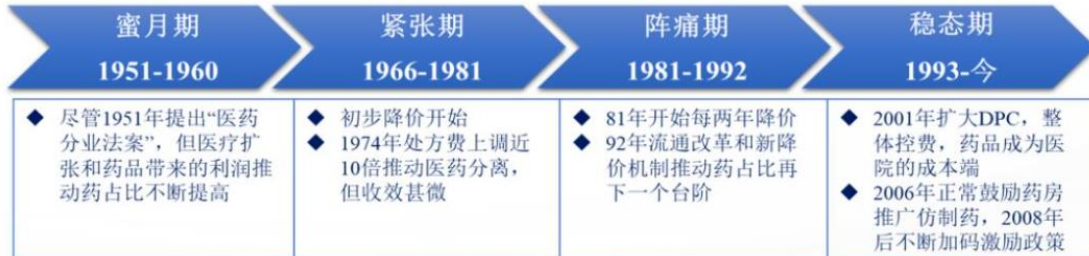 蜜月期
1951-1960
紧张期
1966-1981
阵痛期
1981-1992
稳态期
1993-今
◆ 尽管1951年提出“医药
分业法案”，但医疗扩
张和药品带来的利润推
动药占比不断提高
◆ 初步降价开始
◆ 1974年处方费上调近
10倍推动医药分离，
但收效甚微
◆ 81年开始每两年降价
◆ 92年流通改革和新降
价机制推动药占比再
下一个台阶
◆ 2001年扩大DPC，整
体控费，药品成为医
院的成本端
◆ 2006年正常鼓励药房
推广仿制药，2008年
后不断加码激励政策